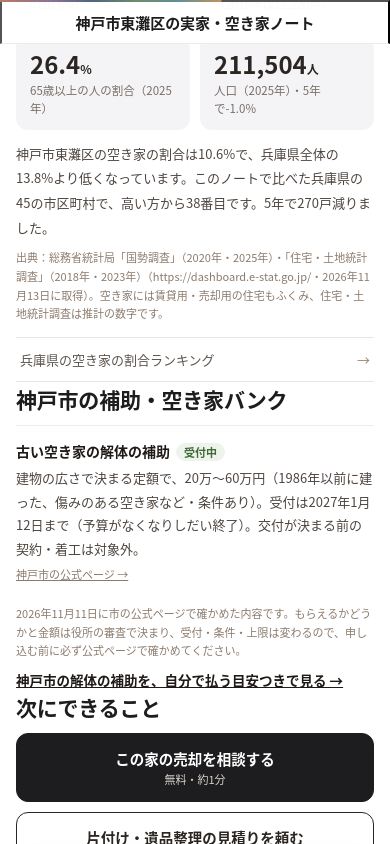 神戸市東灘区の実家・空き家ノート
26.4%
65歳以上の人の割合（2025
年）
211,504人
人口（2025年）・5年
で-1.0%
神戸市東灘区の空き家の割合は10.6%で、兵庫県全体の
13.8%より低くなっています。このノートで比べた兵庫県の
45の市区町村で、高い方から38番目です。5年で270戸減りま
した。
出典：総務省統計局「国勢調査」（2020年・2025年）・「住宅・土地統計
調査」（2018年・2023年）（https://dashboard.e-stat.go.jp/・2026年11
月13日に取得）。空き家には賃貸用・売却用の住宅もふくみ、住宅・土
地統計調査は推計の数字です。
兵庫県の空き家の割合ランキング →
神戸市の補助・空き家バンク
古い空き家の解体の補助 受付中
建物の広さで決まる定額で、20万〜60万円（1986年以前に建
った、傷みのある空き家など・条件あり）。受付は2027年1月
12日まで（予算がなくなりしだい終了）。交付が決まる前の
契約・着工は対象外。
神戸市の公式ページ →
2026年11月11日に市の公式ページで確かめた内容です。もらえるかどう
かと金額は役所の審査で決まり、受付・条件・上限は変わるので、申し
込む前に必ず公式ページで確かめてください。
神戸市の解体の補助を、自分で払う目安つきで見る →
次にできること
この家の売却を相談する
無料・約1分
片付け・遺品整理の見積りを頼む